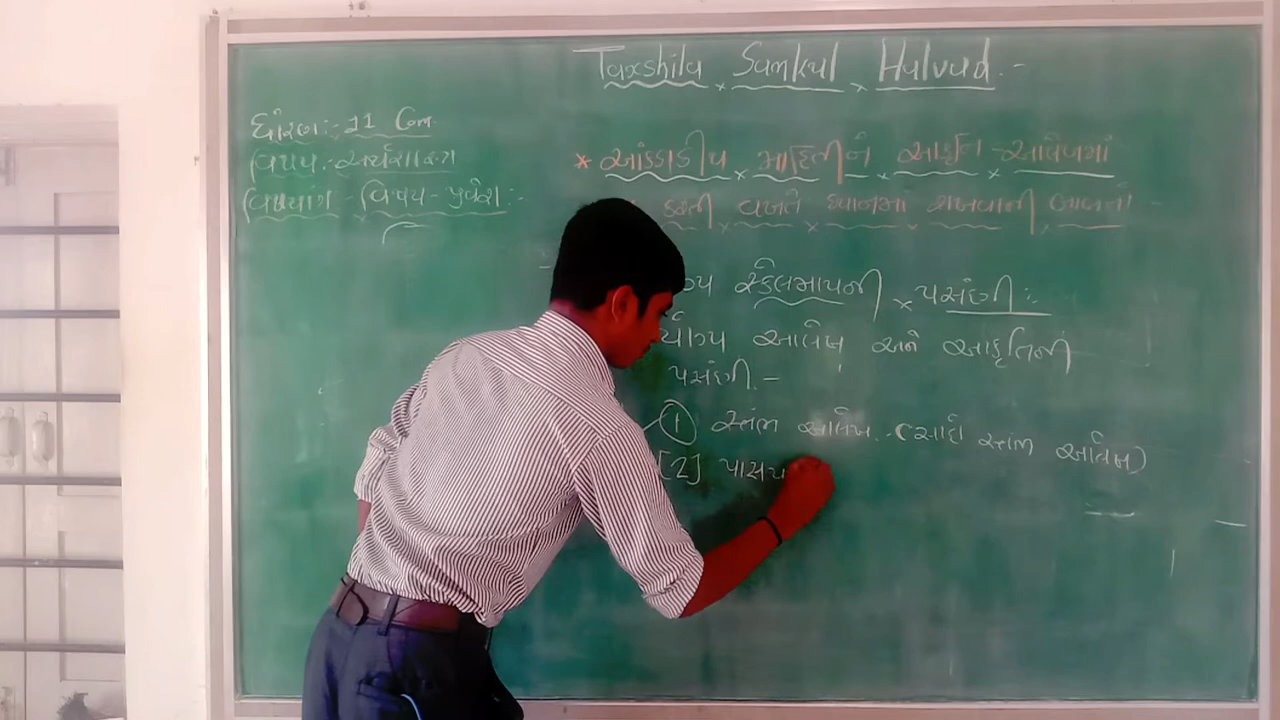 Taxshila Sankul Halvad.-
ધોરણ:- 11 Com.
વિષય:- અર્થશાસ્ત્ર
વિષયાંગ - વિષય - પ્રવેશ:-
* આંકડાકીય માહિતીને આકૃતિ - આલેખમાં
કરતી વખતે ધ્યાનમાં રાખવાની બાબતો -
સ્કેલમાપની પસંદગી:-
યોગ્ય આલેખ અને આકૃતિની
પસંદગી.-
① સ્તંભ આલેખ.- (સાદો સ્તંભ આલેખ)
[2] પાસપા